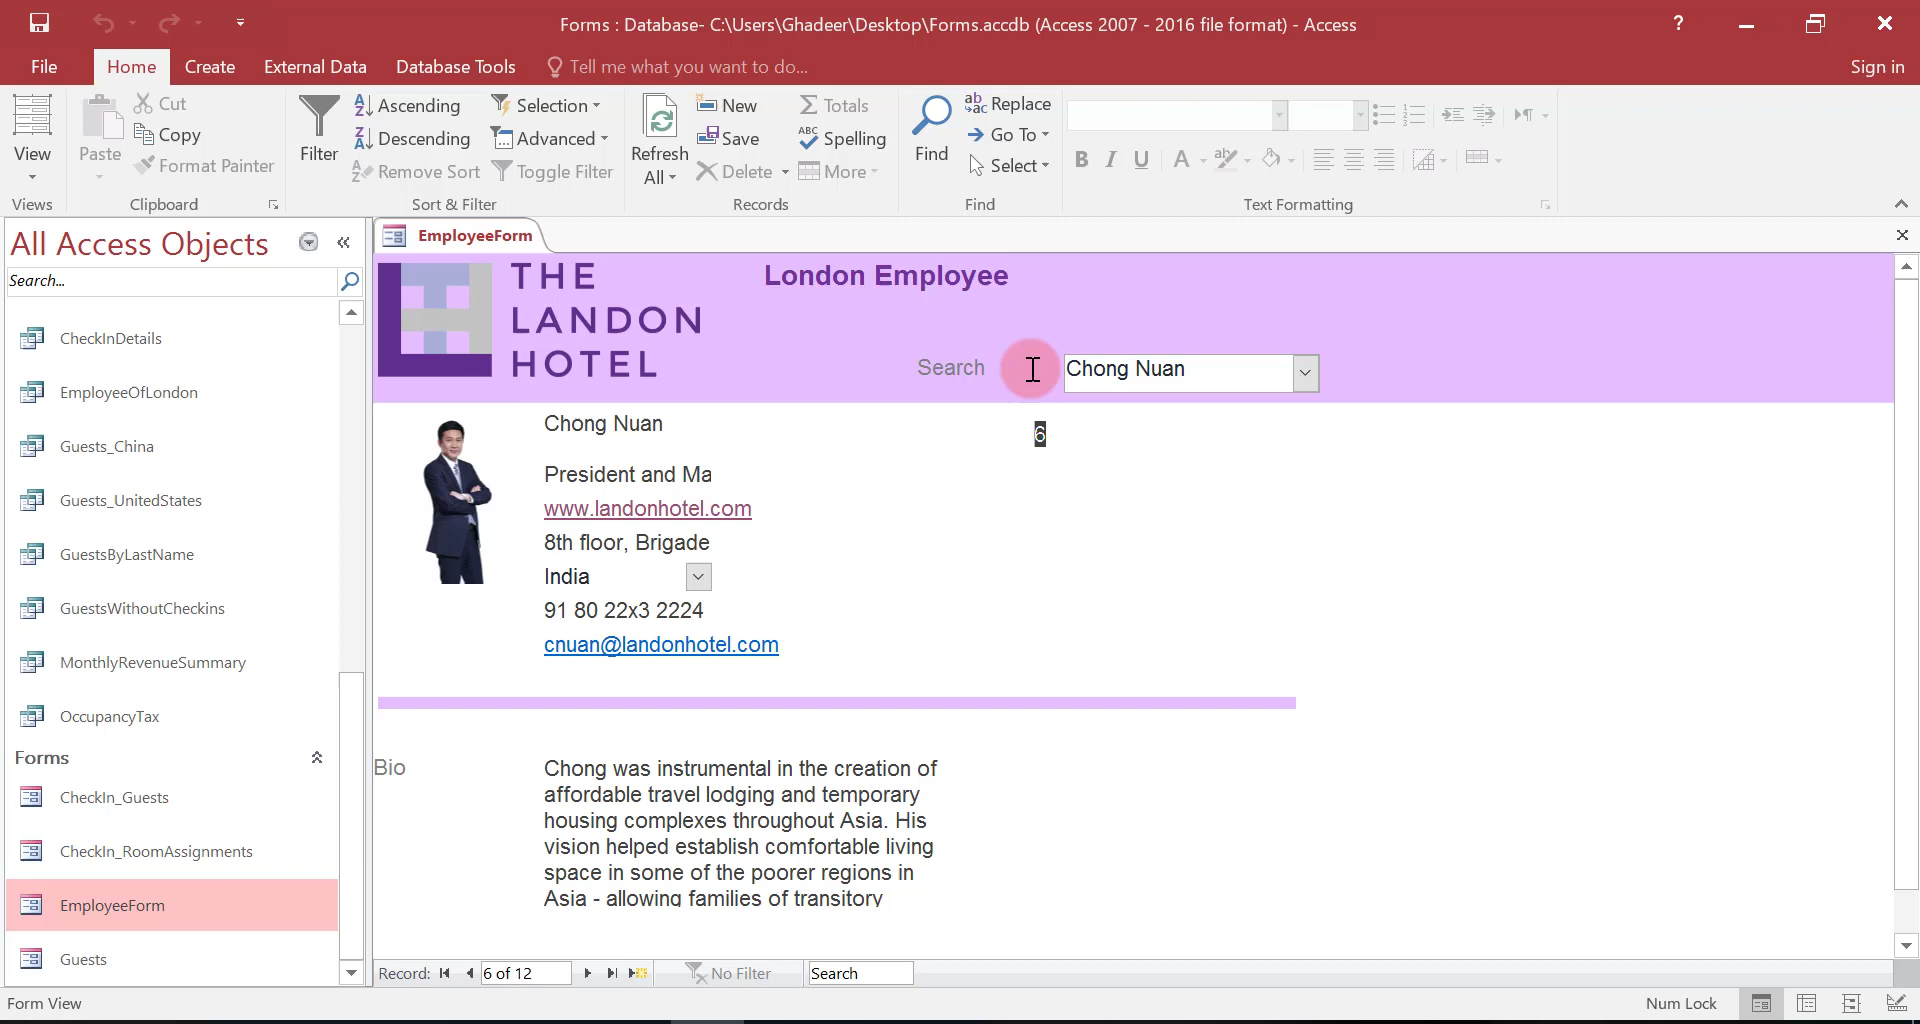 Forms : Database- C:\Users\Ghadeer\Desktop\Forms.accdb (Access 2007 - 2016 file format) - Access
?
File Home Create External Data Database Tools Tell me what you want to do... Sign in
View
Views
Paste
Cut
Copy
Format Painter
Clipboard
Filter
Ascending
Descending
Remove Sort
Selection
Advanced
Toggle Filter
Sort & Filter
Refresh
All
New
Save
Delete
Totals
Spelling
More
Records
Find
Replace
Go To
Select
Find
B I U A
Text Formatting
All Access Objects
Search...
CheckInDetails
EmployeeOfLondon
Guests_China
Guests_UnitedStates
GuestsByLastName
GuestsWithoutCheckins
MonthlyRevenueSummary
OccupancyTax
Forms
CheckIn_Guests
CheckIn_RoomAssignments
EmployeeForm
Guests
EmployeeForm
THE
LANDON
HOTEL
London Employee
Search Chong Nuan
Chong Nuan
6
President and Ma
www.landonhotel.com
8th floor, Brigade
India
91 80 22x3 2224
cnuan@landonhotel.com
Bio
Chong was instrumental in the creation of
affordable travel lodging and temporary
housing complexes throughout Asia. His
vision helped establish comfortable living
space in some of the poorer regions in
Asia - allowing families of transitory
Record: 6 of 12 No Filter Search
Form View Num Lock